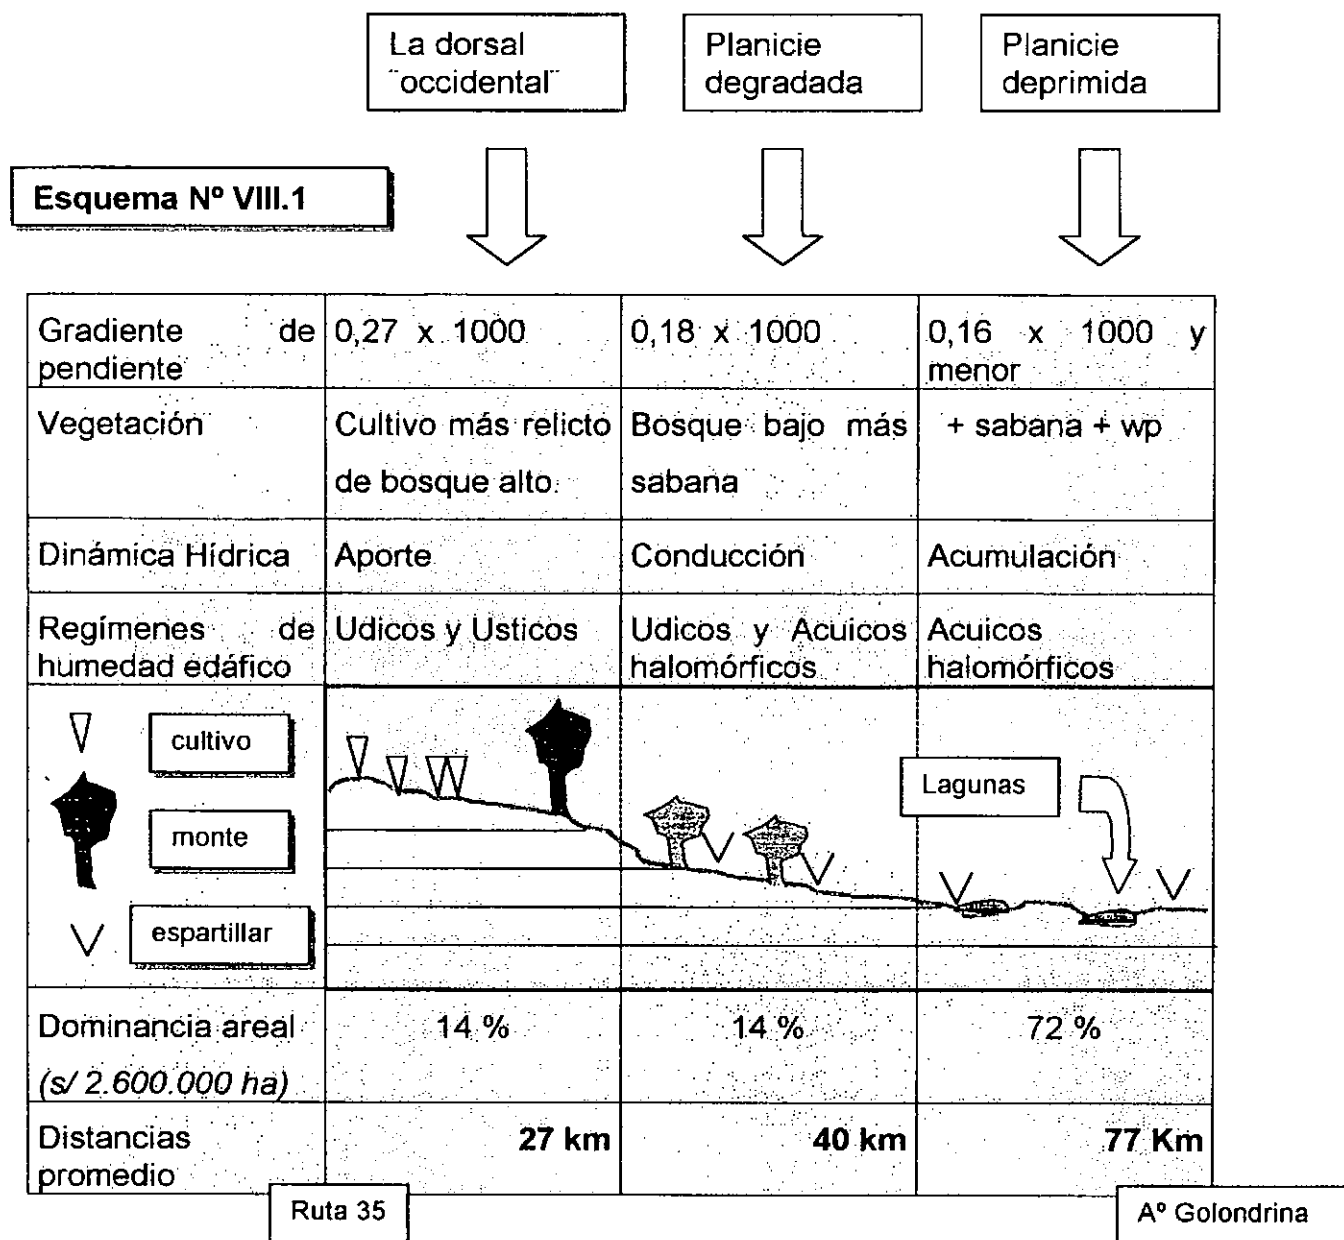 La dorsal
¨occidental¨
Planicie
degradada
Planicie
deprimida
Esquema Nº VIII.1
Gradiente de
pendiente
0,27 x 1000
0,18 x 1000
0,16 x 1000 y
menor
Vegetación
Cultivo más relicto
de bosque alto.
Bosque bajo más
sabana
+ sabana + wp
Dinámica Hídrica
Aporte
Conducción
Acumulación
Regímenes de
humedad edáfico
Udicos y Usticos
Udicos y Acuicos
halomórficos
Acuicos
halomórficos
cultivo
monte
espartillar
Lagunas
Dominancia areal
(s/ 2.600.000 ha)
14 %
14 %
72 %
Distancias
promedio
27 km
40 km
77 Km
Ruta 35
Aº Golondrina